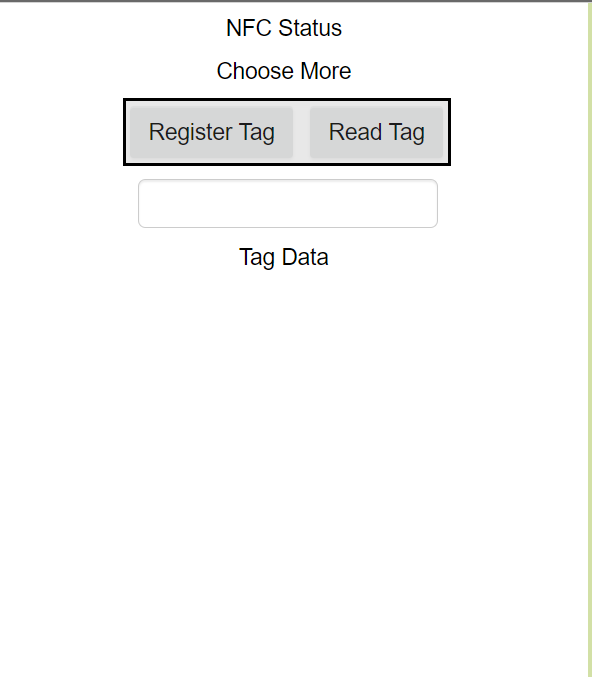 NFC Status
Choose More
Register Tag Read Tag
Tag Data